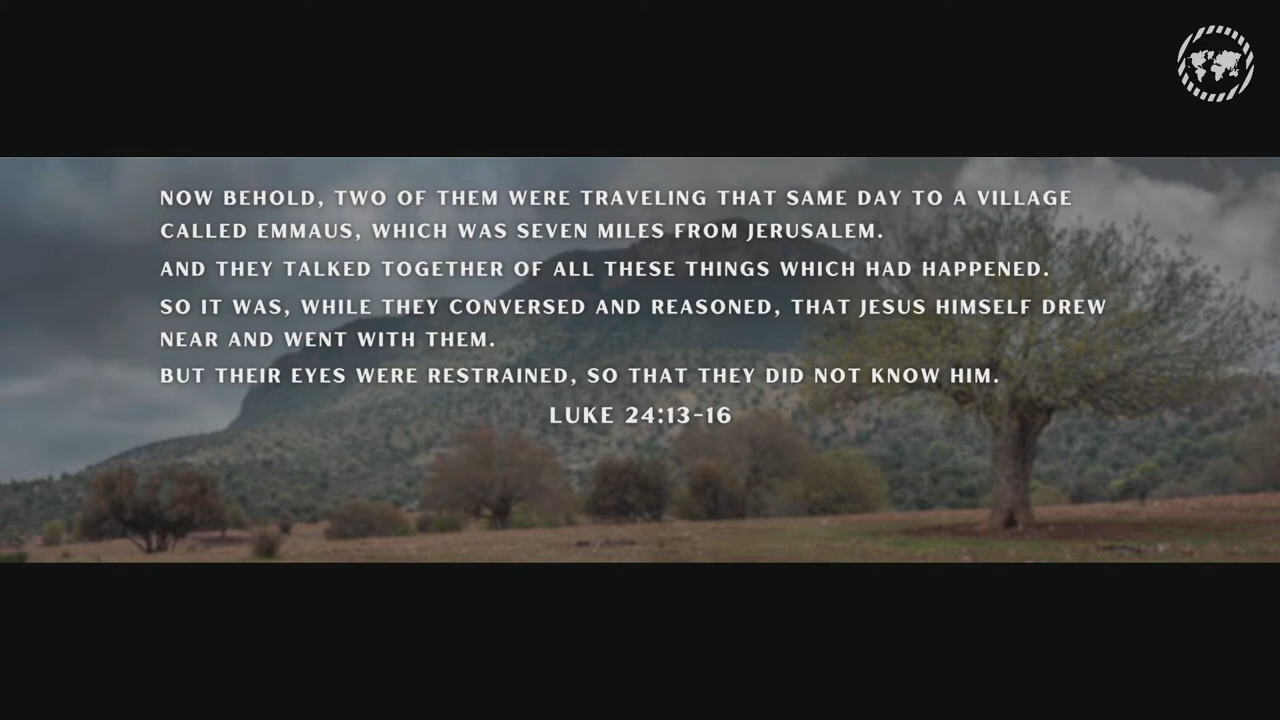 NOW BEHOLD, TWO OF THEM WERE TRAVELING THAT SAME DAY TO A VILLAGE
CALLED EMMAUS, WHICH WAS SEVEN MILES FROM JERUSALEM.
AND THEY TALKED TOGETHER OF ALL THESE THINGS WHICH HAD HAPPENED.
SO IT WAS, WHILE THEY CONVERSED AND REASONED, THAT JESUS HIMSELF DREW
NEAR AND WENT WITH THEM.
BUT THEIR EYES WERE RESTRAINED, SO THAT THEY DID NOT KNOW HIM.
LUKE 24:13-16